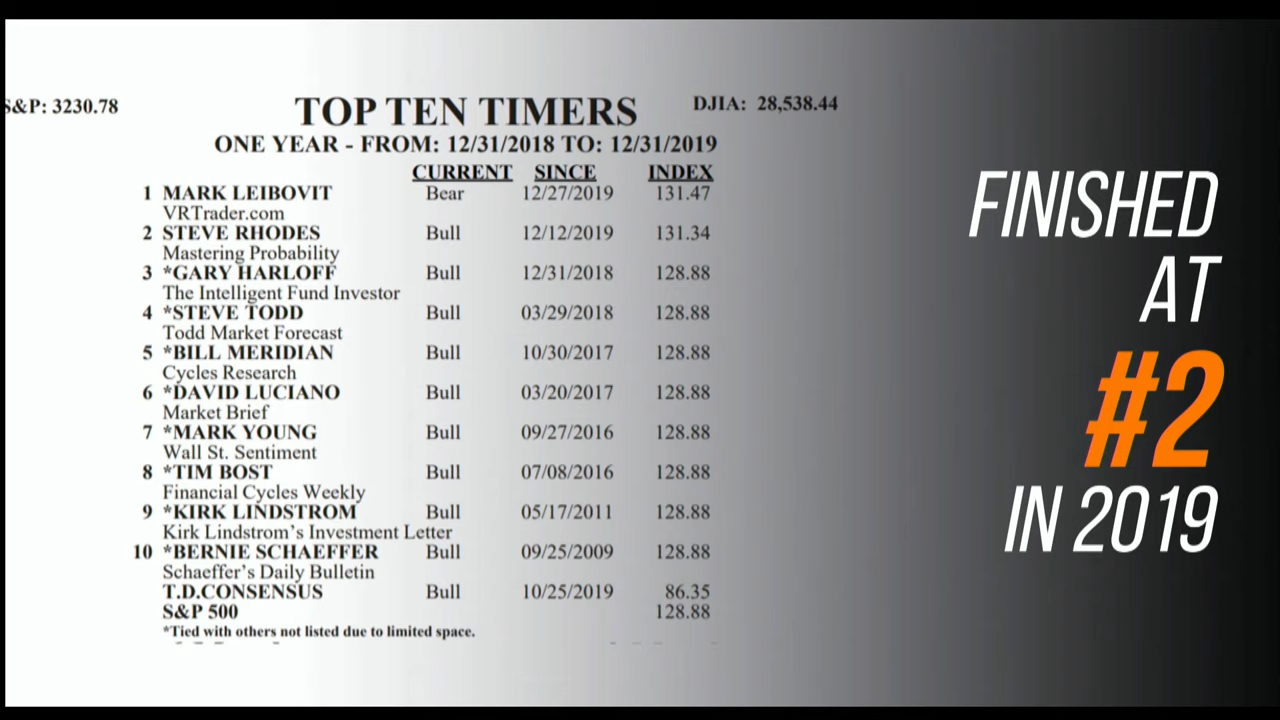 S&P: 3230.78
TOP TEN TIMERS
DJIA: 28,538.44
ONE YEAR - FROM: 12/31/2018 TO: 12/31/2019
CURRENT SINCE INDEX
1 MARK LEIBOVIT Bear 12/27/2019 131.47
VRTrader.com
2 STEVE RHODES Bull 12/12/2019 131.34
Mastering Probability
3 *GARY HARLOFF Bull 12/31/2018 128.88
The Intelligent Fund Investor
4 *STEVE TODD Bull 03/29/2018 128.88
Todd Market Forecast
5 *BILL MERIDIAN Bull 10/30/2017 128.88
Cycles Research
6 *DAVID LUCIANO Bull 03/20/2017 128.88
Market Brief
7 *MARK YOUNG Bull 09/27/2016 128.88
Wall St. Sentiment
8 *TIM BOST Bull 07/08/2016 128.88
Financial Cycles Weekly
9 *KIRK LINDSTROM Bull 05/17/2011 128.88
Kirk Lindstrom’s Investment Letter
10 *BERNIE SCHAEFFER Bull 09/25/2009 128.88
Schaeffer’s Daily Bulletin
T.D.CONSENSUS Bull 10/25/2019 86.35
S&P 500 128.88
*Tied with others not listed due to limited space.
FINISHED
AT
#2
IN 2019